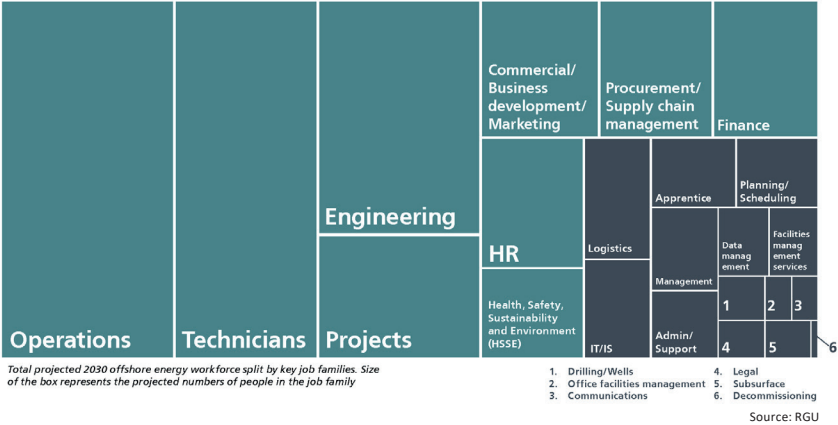 Operations
Technicians
Engineering
Projects
Commercial/
Business
development/
Marketing
Procurement/
Supply chain
management
Finance
HR
Health, Safety,
Sustainability
and Environment
(HSSE)
Logistics
IT/IS
Apprentice
Planning/
Scheduling
Management
Admin/
Support
Data
manag
ement
Facilities
manag
ement
services
1
2
3
4
5
6
Total projected 2030 offshore energy workforce split by key job families. Size
of the box represents the projected numbers of people in the job family
1. Drilling/Wells
2. Office facilities management
3. Communications
4. Legal
5. Subsurface
6. Decommissioning
Source: RGU